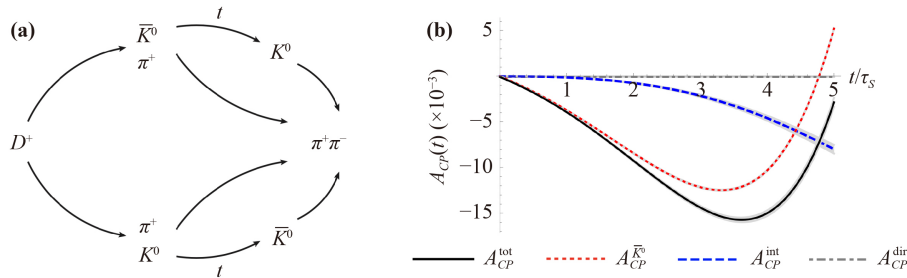 (a)
t
K̅⁰
π⁺
K⁰
D⁺
π⁺π⁻
π⁺
K⁰
K̅⁰
t
(b)
A_CP(t) (×10⁻³)
5
t/τ_S
1 2 3 4 5
−5
−10
−15
A_CP^tot A_CP^K̅⁰ A_CP^int A_CP^dir